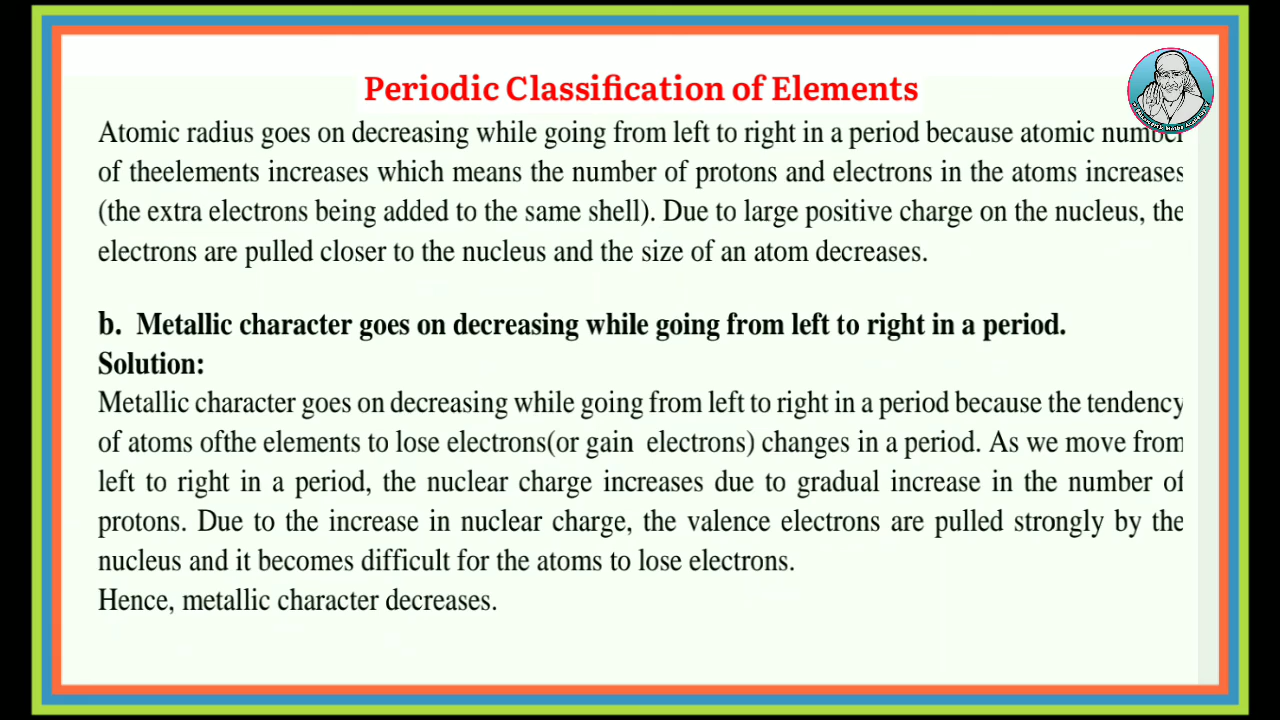 Periodic Classification of Elements
Atomic radius goes on decreasing while going from left to right in a period because atomic number
of theelements increases which means the number of protons and electrons in the atoms increases
(the extra electrons being added to the same shell). Due to large positive charge on the nucleus, the
electrons are pulled closer to the nucleus and the size of an atom decreases.
b. Metallic character goes on decreasing while going from left to right in a period.
Solution:
Metallic character goes on decreasing while going from left to right in a period because the tendency
of atoms ofthe elements to lose electrons(or gain electrons) changes in a period. As we move from
left to right in a period, the nuclear charge increases due to gradual increase in the number of
protons. Due to the increase in nuclear charge, the valence electrons are pulled strongly by the
nucleus and it becomes difficult for the atoms to lose electrons.
Hence, metallic character decreases.